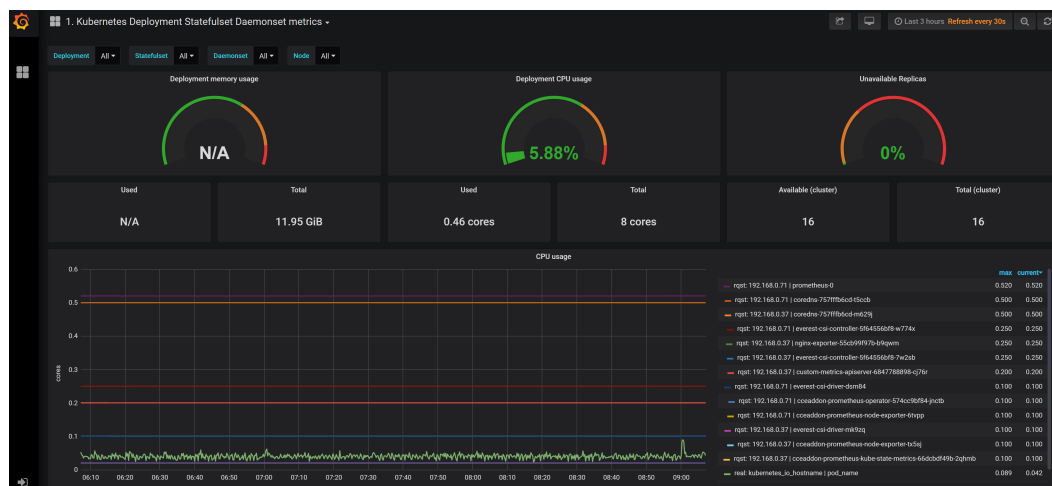 1. Kubernetes Deployment Statefulset Daemonset metrics
Last 3 hours Refresh every 30s
Deployment All Statefulset All Daemonset All Node All
Deployment memory usage
N/A
Deployment CPU usage
5.88%
Unavailable Replicas
0%
Used
N/A
Total
11.95 GiB
Used
0.46 cores
Total
8 cores
Available (cluster)
16
Total (cluster)
16
CPU usage
cores
0.6
0.5
0.4
0.3
0.2
0.1
0
06:10 06:20 06:30 06:40 06:50 07:00 07:10 07:20 07:30 07:40 07:50 08:00 08:10 08:20 08:30 08:40 08:50 09:00
max current
rqst: 192.168.0.71 | prometheus-0 0.520 0.520
rqst: 192.168.0.71 | coredns-757fffb6cd-t5ccb 0.500 0.500
rqst: 192.168.0.37 | coredns-757fffb6cd-m629j 0.500 0.500
rqst: 192.168.0.71 | everest-csi-controller-5f64556bf8-w774x 0.250 0.250
rqst: 192.168.0.37 | nginx-exporter-55cb99f97b-b9qwm 0.250 0.250
rqst: 192.168.0.37 | everest-csi-controller-5f64556bf8-7w2sb 0.250 0.250
rqst: 192.168.0.37 | custom-metrics-apiserver-6847788898-cj76r 0.200 0.200
rqst: 192.168.0.71 | everest-csi-driver-dsm84 0.100 0.100
rqst: 192.168.0.71 | cceaddon-prometheus-operator-574cc9bf84-jnctb 0.100 0.100
rqst: 192.168.0.71 | cceaddon-prometheus-node-exporter-6tvpp 0.100 0.100
rqst: 192.168.0.37 | everest-csi-driver-mk9zq 0.100 0.100
rqst: 192.168.0.37 | cceaddon-prometheus-node-exporter-tx5sj 0.100 0.100
rqst: 192.168.0.37 | cceaddon-prometheus-kube-state-metrics-66dcbdf49b-2qhmb 0.100 0.100
real: kubernetes_io_hostname | pod_name 0.089 0.042